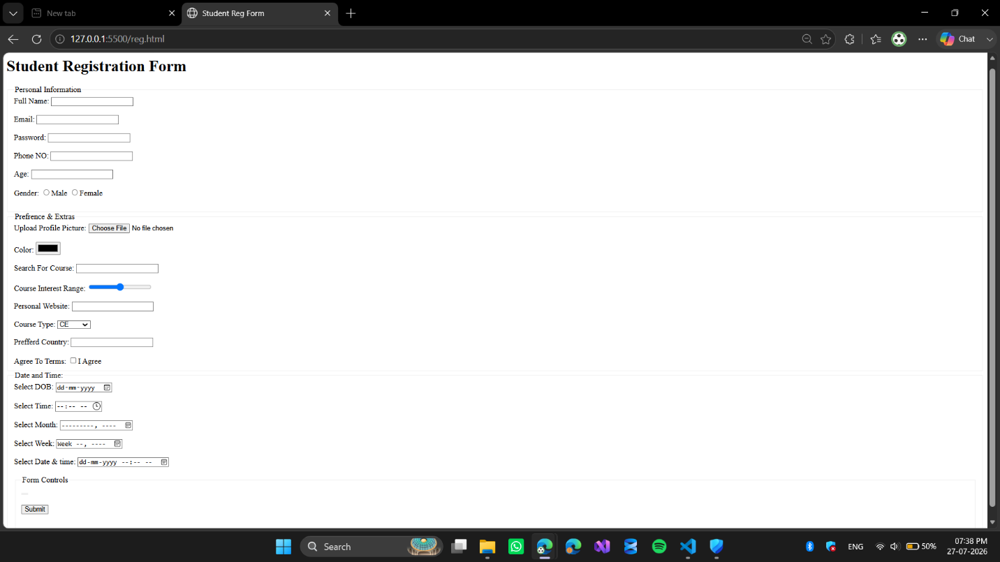 New tab
Student Reg Form
127.0.0.1:5500/reg.html
Chat
Student Registration Form
Personal Information
Full Name:
Email:
Password:
Phone NO:
Age:
Gender: Male Female
Prefrence & Extras
Upload Profile Picture: Choose File No file chosen
Color:
Search For Course:
Course Interest Range:
Personal Website:
Course Type: CE
Prefferd Country:
Agree To Terms: I Agree
Date and Time:
Select DOB: dd-mm-yyyy
Select Time: --:-- --
Select Month: ---------, ----
Select Week: Week --, ----
Select Date & time: dd-mm-yyyy --:-- --
Form Controls
Submit
Search
ENG
50%
07:38 PM
27-07-2026